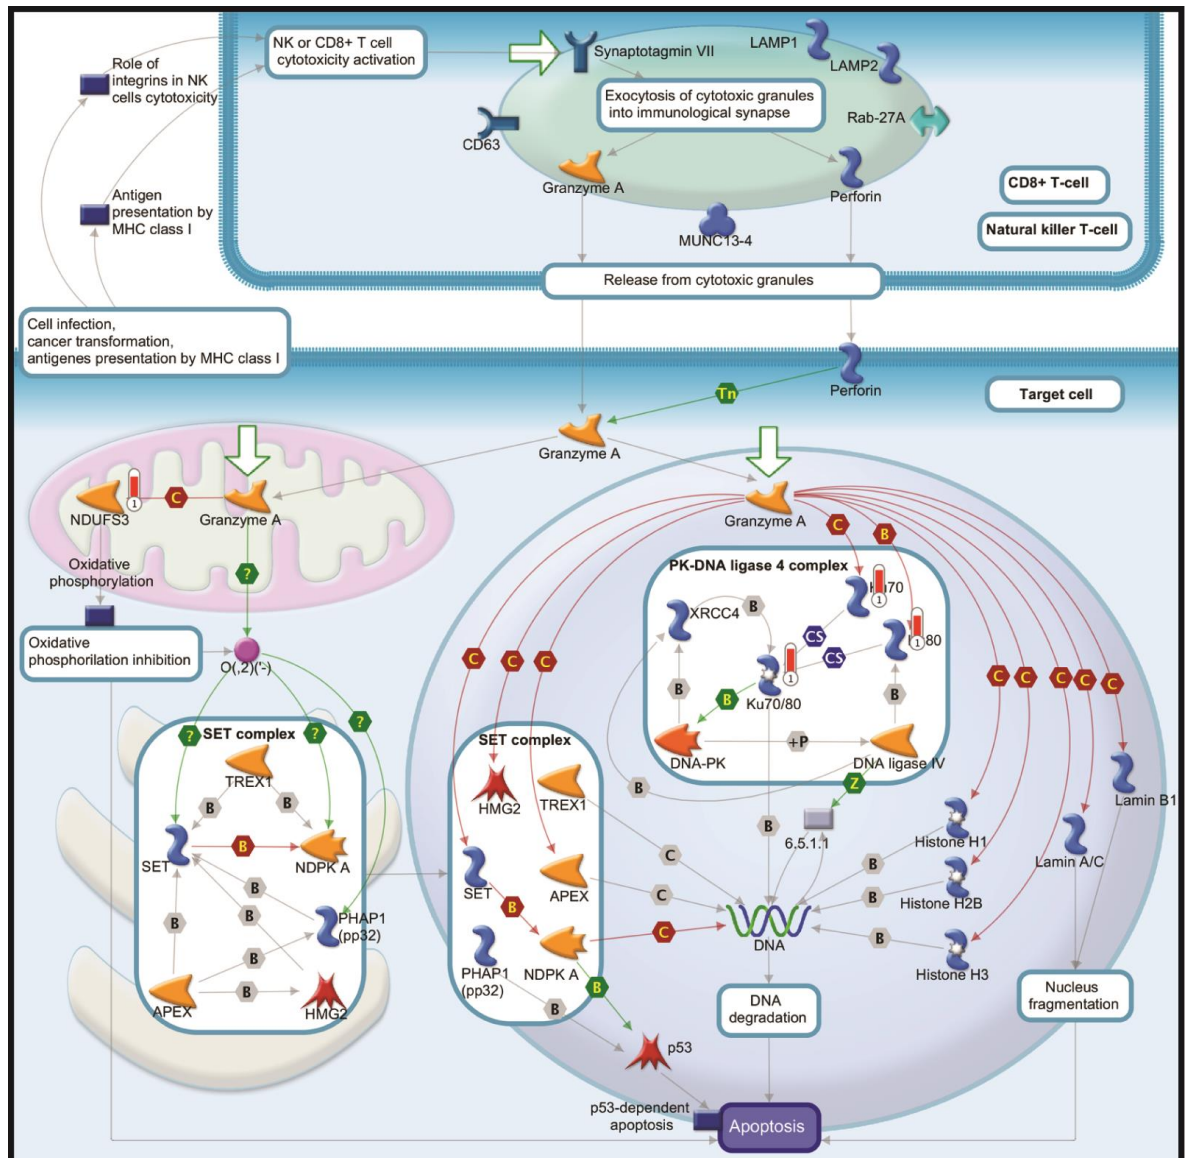 NK or CD8+ T cell
cytotoxicity activation
Synaptotagmin VII
LAMP1
LAMP2
Role of
integrins in NK
cells cytotoxicity
Exocytosis of cytotoxic granules
into immunological synapse
Rab-27A
CD63
Granzyme A
Perforin
CD8+ T-cell
Antigen
presentation by
MHC class I
MUNC13-4
Natural killer T-cell
Release from cytotoxic granules
Cell infection,
cancer transformation,
antigenes presentation by MHC class I
Perforin
Target cell
Tn
Granzyme A
NDUFS3
1
C
Granzyme A
Granzyme A
C
B
Oxidative
phosphorylation
?
PK-DNA ligase 4 complex
XRCC4
B
1
CS
1
CS
1
Ku70/80
B
B
B
DNA-PK
+P
DNA ligase IV
Z
B
Oxidative
phosphorilation inhibition
O(,2)('-)
C
C
C
C
C
C
C
C
?
?
?
SET complex
TREX1
B
B
SET
B
NDPK A
B
B
B
PHAP1
(pp32)
B
APEX
B
HMG2
SET complex
HMG2
TREX1
SET
APEX
B
PHAP1
(pp32)
NDPK A
C
C
C
B
B
B
6.5.1.1
DNA
Histone H1
B
Histone H2B
B
Histone H3
B
Lamin B1
Lamin A/C
p53
DNA
degradation
Nucleus
fragmentation
p53-dependent
apoptosis
Apoptosis